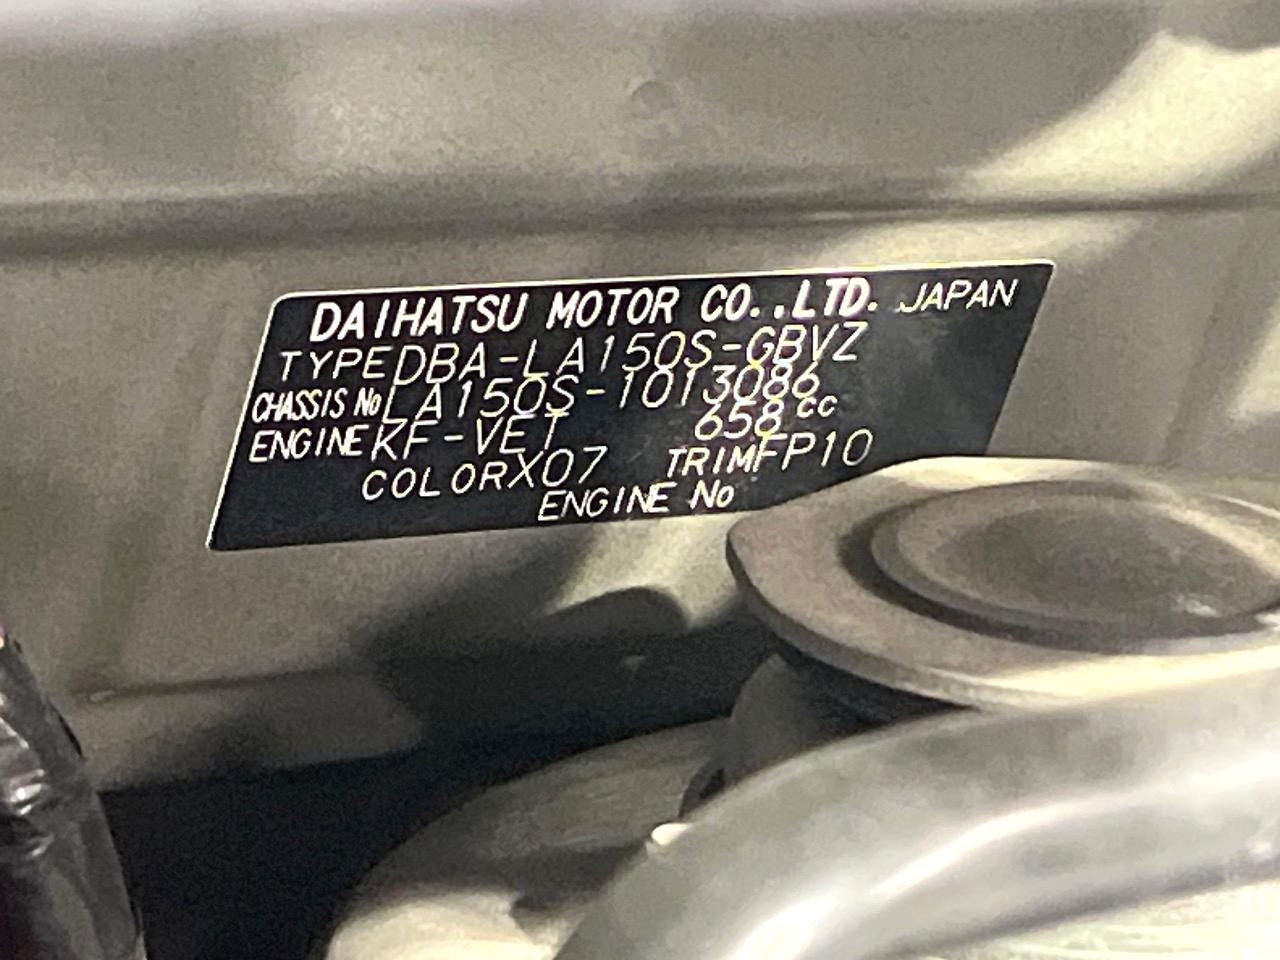 DAIHATSU MOTOR CO.,LTD. JAPAN
TYPE DBA-LA150S-GBVZ
CHASSIS No LA150S-1013086
ENGINE KF-VET 658 cc
COLOR X07 TRIM FP10
ENGINE No